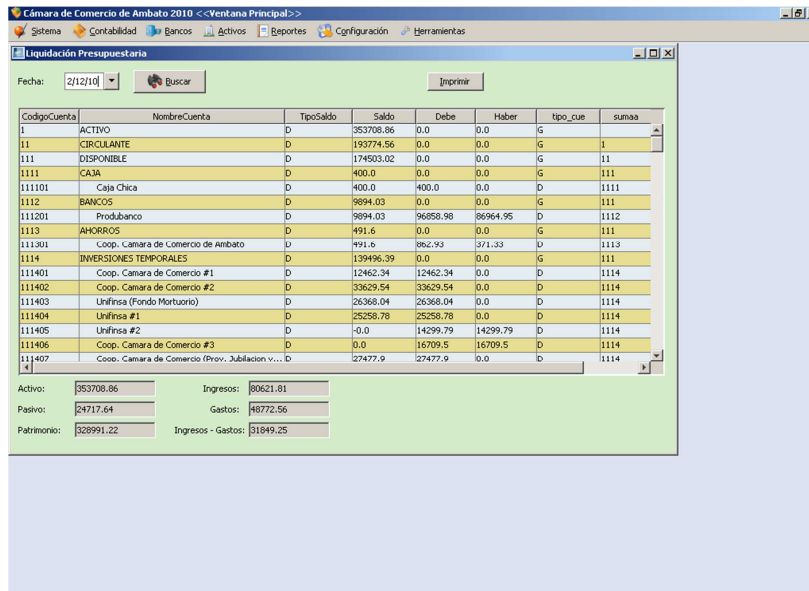 Cámara de Comercio de Ambato 2010 <<Ventana Principal>>
Sistema Contabilidad Bancos Activos Reportes Configuración Herramientas
Liquidación Presupuestaria
Fecha: 2/12/10 Buscar Imprimir
CodigoCuenta NombreCuenta TipoSaldo Saldo Debe Haber tipo_cue sumaa
1 ACTIVO D 353708.86 0.0 0.0 G
11 CIRCULANTE D 193774.56 0.0 0.0 G 1
111 DISPONIBLE D 174503.02 0.0 0.0 G 11
1111 CAJA D 400.0 0.0 0.0 G 111
111101 Caja Chica D 400.0 400.0 0.0 D 1111
1112 BANCOS D 9894.03 0.0 0.0 G 111
111201 Produbanco D 9894.03 96858.98 86964.95 D 1112
1113 AHORROS D 491.6 0.0 0.0 G 111
111301 Coop. Camara de Comercio de Ambato D 491.6 862.93 371.33 D 1113
1114 INVERSIONES TEMPORALES D 139496.39 0.0 0.0 G 111
111401 Coop. Camara de Comercio #1 D 12462.34 12462.34 0.0 D 1114
111402 Coop. Camara de Comercio #2 D 33629.54 33629.54 0.0 D 1114
111403 Unifinsa (Fondo Mortuorio) D 26368.04 26368.04 0.0 D 1114
111404 Unifinsa #1 D 25258.78 25258.78 0.0 D 1114
111405 Unifinsa #2 D -0.0 14299.79 14299.79 D 1114
111406 Coop. Camara de Comercio #3 D 0.0 16709.5 16709.5 D 1114
111407 Coop. Camara de Comercio (Prov. Jubilacion y... D 27477.9 27477.9 0.0 D 1114
Activo: 353708.86 Ingresos: 80621.81
Pasivo: 24717.64 Gastos: 48772.56
Patrimonio: 328991.22 Ingresos - Gastos: 31849.25